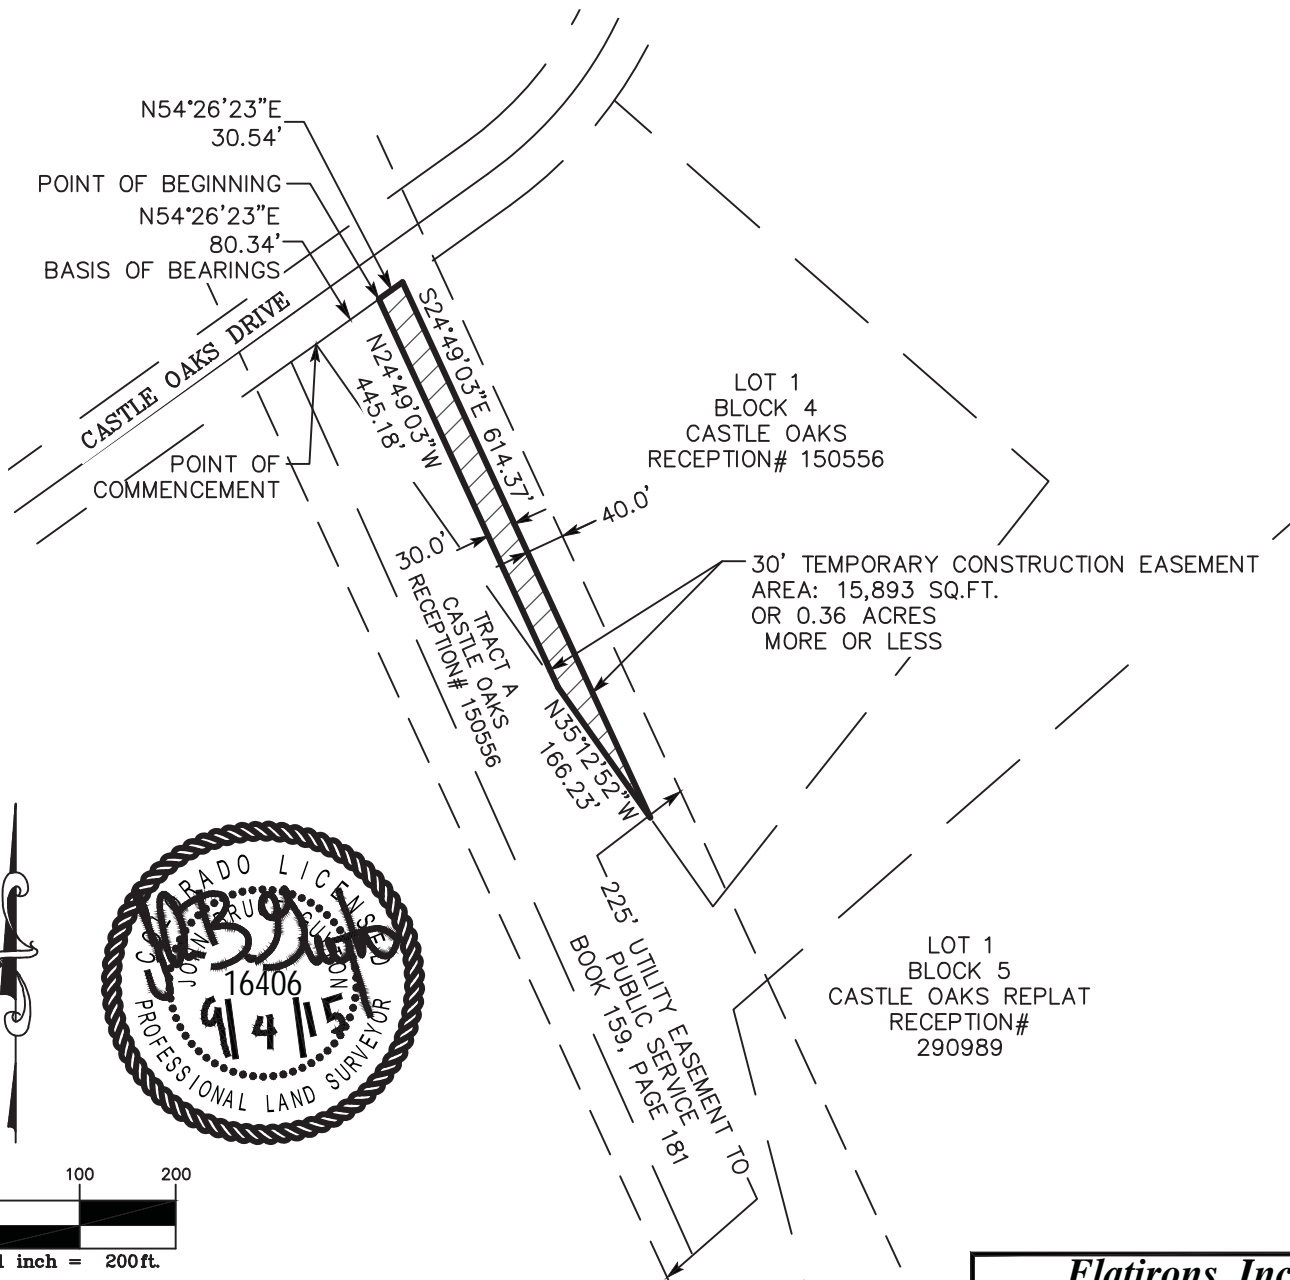 N54°26'23"E
30.54'
POINT OF BEGINNING
N54°26'23"E
80.34'
BASIS OF BEARINGS
CASTLE OAKS DRIVE
POINT OF
COMMENCEMENT
N24°49'03"W
445.18'
S24°49'03"E 614.37'
LOT 1
BLOCK 4
CASTLE OAKS
RECEPTION# 150556
40.0'
30.0'
30' TEMPORARY CONSTRUCTION EASEMENT
AREA: 15,893 SQ.FT.
OR 0.36 ACRES
MORE OR LESS
TRACT A
CASTLE OAKS
RECEPTION# 150556
N35°12'52"W
166.23'
225' UTILITY EASEMENT TO
PUBLIC SERVICE
BOOK 159, PAGE 181
LOT 1
BLOCK 5
CASTLE OAKS REPLAT
RECEPTION#
290989
COLORADO LICENSED
JOHN
16406
9/4/15
PROFESSIONAL LAND SURVEYOR
100 200
1 inch = 200ft.
Flatirons, Inc